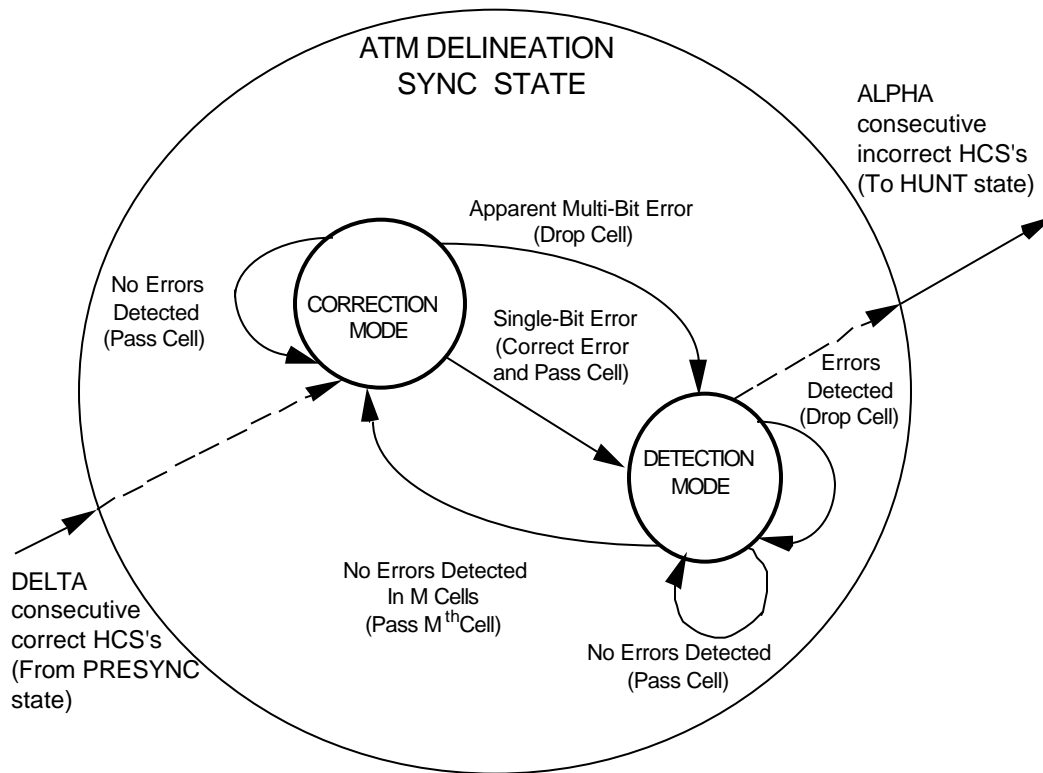 ATM DELINEATION
SYNC STATE
ALPHA
consecutive
incorrect HCS's
(To HUNT state)
Apparent Multi-Bit Error
(Drop Cell)
No Errors
Detected
(Pass Cell)
CORRECTION
MODE
Single-Bit Error
(Correct Error
and Pass Cell)
Errors
Detected
(Drop Cell)
DETECTION
MODE
DELTA
consecutive
correct HCS's
(From PRESYNC
state)
No Errors Detected
In M Cells
(Pass Mth Cell)
No Errors Detected
(Pass Cell)